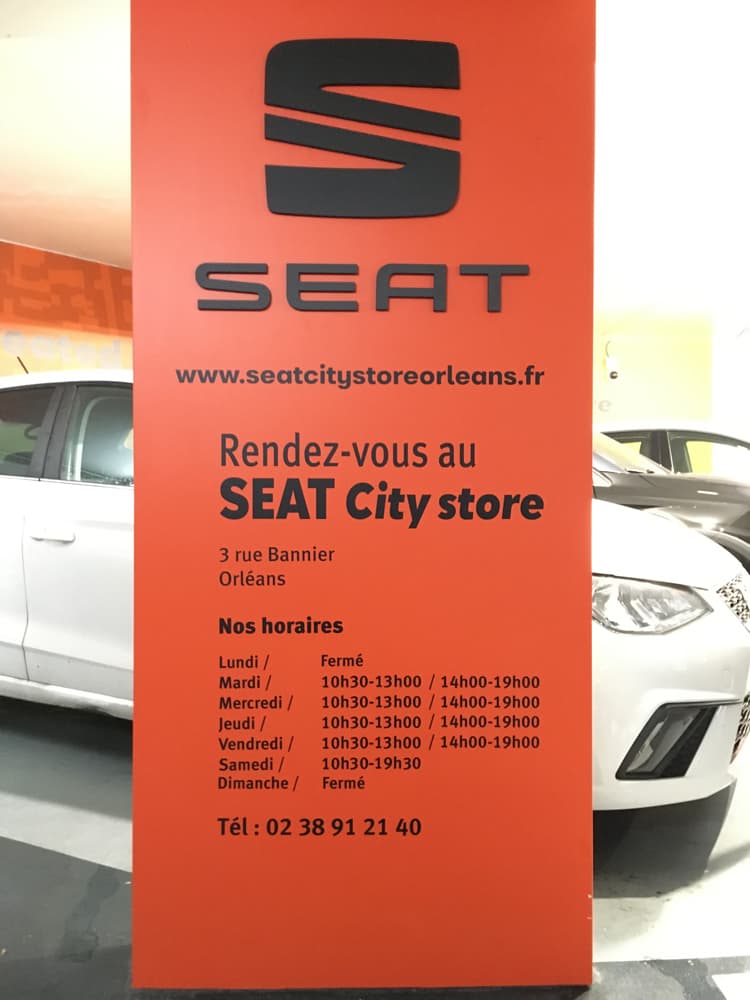 SEAT
www.seatcitystoreorleans.fr
Rendez-vous au
SEAT City store
3 rue Bannier
Orléans
Nos horaires
Lundi / Fermé
Mardi / 10h30-13h00 / 14h00-19h00
Mercredi / 10h30-13h00 / 14h00-19h00
Jeudi / 10h30-13h00 / 14h00-19h00
Vendredi / 10h30-13h00 / 14h00-19h00
Samedi / 10h30-19h30
Dimanche / Fermé
Tél : 02 38 91 21 40